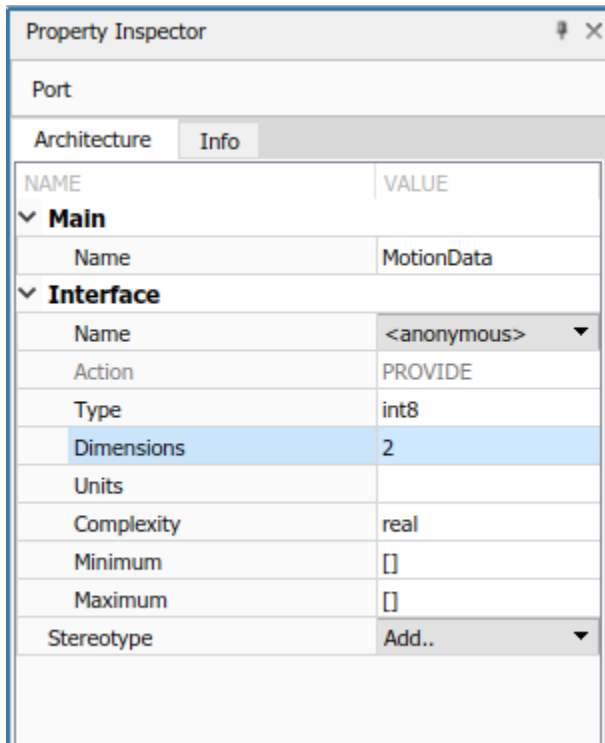 Property Inspector
Port
Architecture Info
NAME VALUE
Main
Name MotionData
Interface
Name <anonymous>
Action PROVIDE
Type int8
Dimensions 2
Units
Complexity real
Minimum []
Maximum []
Stereotype Add..